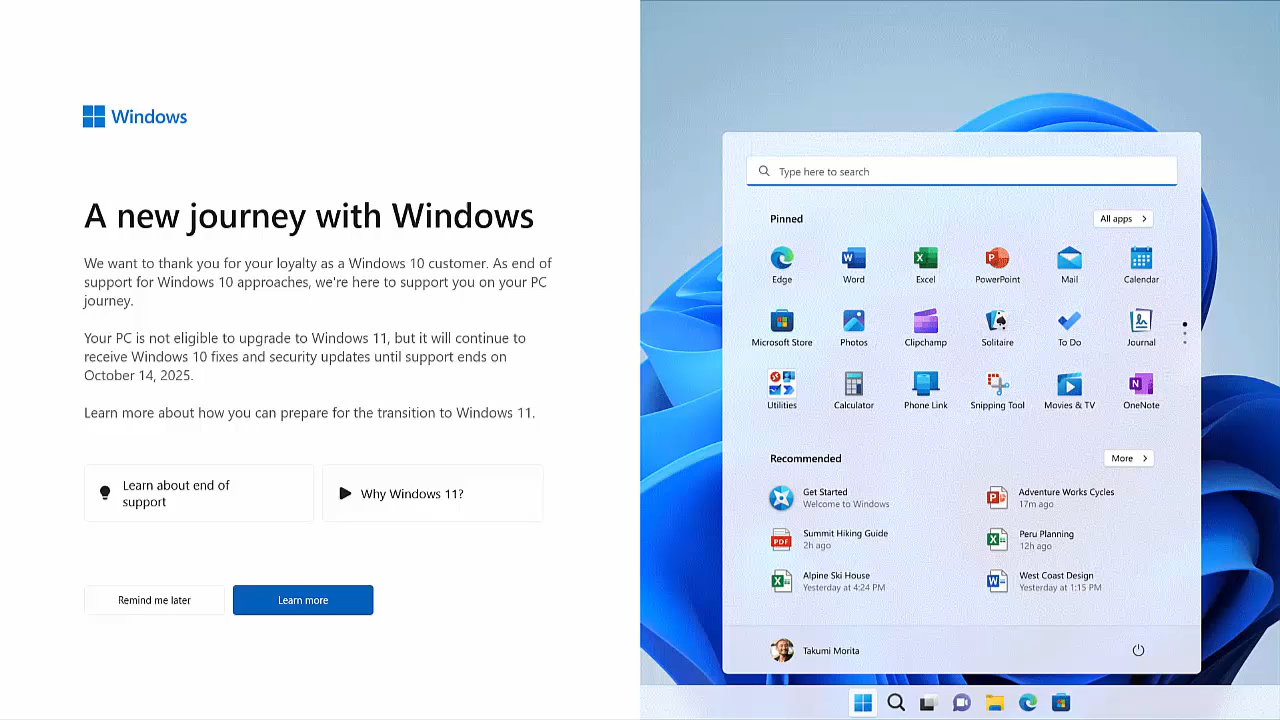 Windows
A new journey with Windows
We want to thank you for your loyalty as a Windows 10 customer. As end of
support for Windows 10 approaches, we're here to support you on your PC
journey.
Your PC is not eligible to upgrade to Windows 11, but it will continue to
receive Windows 10 fixes and security updates until support ends on
October 14, 2025.
Learn more about how you can prepare for the transition to Windows 11.
Learn about end of
support
Why Windows 11?
Remind me later
Learn more
Type here to search
Pinned
All apps
Edge
Word
Excel
PowerPoint
Mail
Calendar
Microsoft Store
Photos
Clipchamp
Solitaire
To Do
Journal
Utilities
Calculator
Phone Link
Snipping Tool
Movies & TV
OneNote
Recommended
More
Get Started
Welcome to Windows
Adventure Works Cycles
17m ago
Summit Hiking Guide
2h ago
Peru Planning
12h ago
Alpine Ski House
Yesterday at 4:24 PM
West Coast Design
Yesterday at 1:15 PM
Takumi Morita